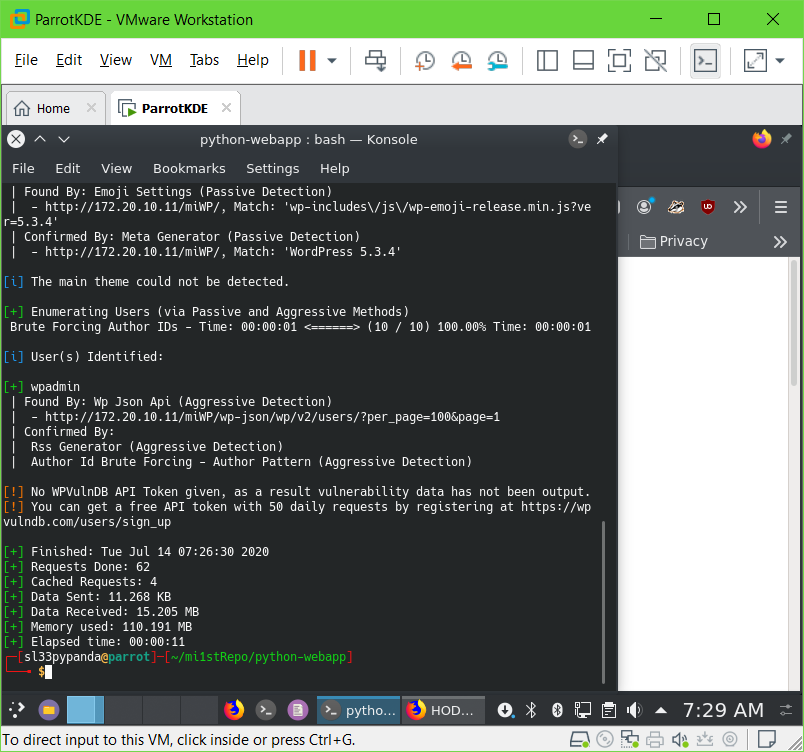 ParrotKDE - VMware Workstation
File Edit View VM Tabs Help
Home ParrotKDE
python-webapp : bash — Konsole
File Edit View Bookmarks Settings Help
| Found By: Emoji Settings (Passive Detection)
|  - http://172.20.10.11/miWP/, Match: 'wp-includes\/js\/wp-emoji-release.min.js?ve
r=5.3.4'
| Confirmed By: Meta Generator (Passive Detection)
|  - http://172.20.10.11/miWP/, Match: 'WordPress 5.3.4'
[i] The main theme could not be detected.
[+] Enumerating Users (via Passive and Aggressive Methods)
Brute Forcing Author IDs - Time: 00:00:01 <======> (10 / 10) 100.00% Time: 00:00:01
[i] User(s) Identified:
[+] wpadmin
| Found By: Wp Json Api (Aggressive Detection)
|  - http://172.20.10.11/miWP/wp-json/wp/v2/users/?per_page=100&page=1
| Confirmed By:
|  Rss Generator (Aggressive Detection)
|  Author Id Brute Forcing - Author Pattern (Aggressive Detection)
[!] No WPVulnDB API Token given, as a result vulnerability data has not been output.
[!] You can get a free API token with 50 daily requests by registering at https://wp
vulndb.com/users/sign_up
[+] Finished: Tue Jul 14 07:26:30 2020
[+] Requests Done: 62
[+] Cached Requests: 4
[+] Data Sent: 11.268 KB
[+] Data Received: 15.205 MB
[+] Memory used: 110.191 MB
[+] Elapsed time: 00:00:11
┌─[sl33pypanda@parrot]─[~/mi1stRepo/python-webapp]
└──╼ $
Privacy
pytho... HOD... 7:29 AM
To direct input to this VM, click inside or press Ctrl+G.